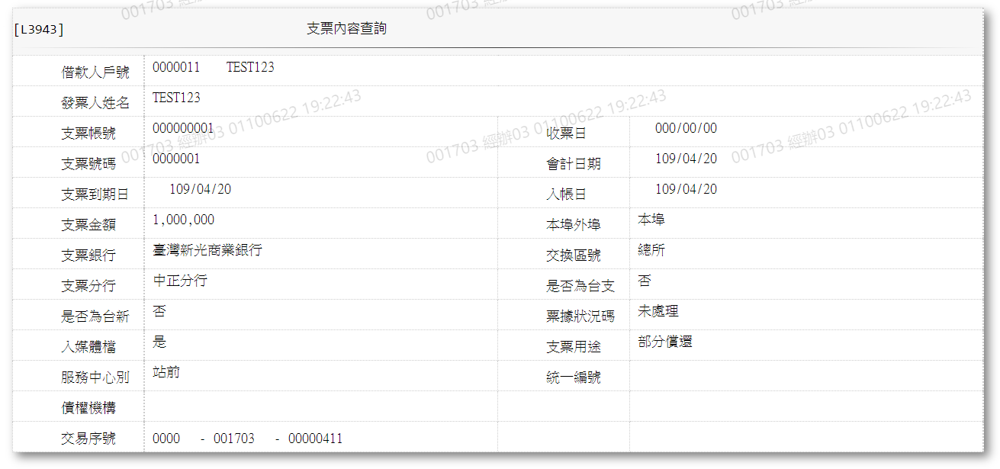 001703 001703 經 001703 經
[L3943] 支票內容查詢
借款人戶號 0000011 TEST123
發票人姓名 TEST123
001703 經辦03 01100622 19:22:43 001703 經辦03 01100622 19:22:43 001703 經辦03 01100622 19:22:43
支票帳號 000000001 收票日 000/00/00
支票號碼 0000001 會計日期 109/04/20
支票到期日 109/04/20 入帳日 109/04/20
支票金額 1,000,000 本埠外埠 本埠
支票銀行 臺灣新光商業銀行 交換區號 總所
支票分行 中正分行 是否為台支 否
是否為台新 否 票據狀況碼 未處理
入媒體檔 是 支票用途 部分償還
服務中心別 站前 統一編號
債權機構
交易序號 0000 - 001703 - 00000411